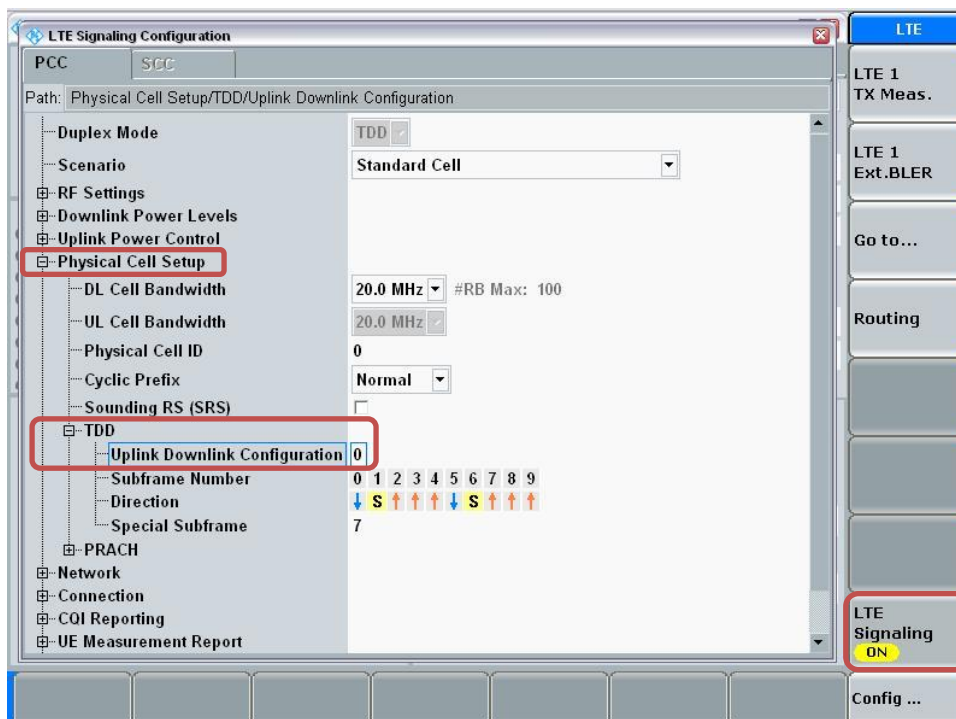 LTE Signaling Configuration
LTE
PCC SCC
Path: Physical Cell Setup/TDD/Uplink Downlink Configuration
Duplex Mode TDD
Scenario Standard Cell
RF Settings
Downlink Power Levels
Uplink Power Control
Physical Cell Setup
DL Cell Bandwidth 20.0 MHz #RB Max: 100
UL Cell Bandwidth 20.0 MHz
Physical Cell ID 0
Cyclic Prefix Normal
Sounding RS (SRS)
TDD
Uplink Downlink Configuration 0
Subframe Number 0 1 2 3 4 5 6 7 8 9
Direction ↓ S ↑ ↑ ↑ ↓ S ↑ ↑ ↑
Special Subframe 7
PRACH
Network
Connection
CQI Reporting
UE Measurement Report
LTE 1
TX Meas.
LTE 1
Ext.BLER
Go to...
Routing
LTE
Signaling
ON
Config ...